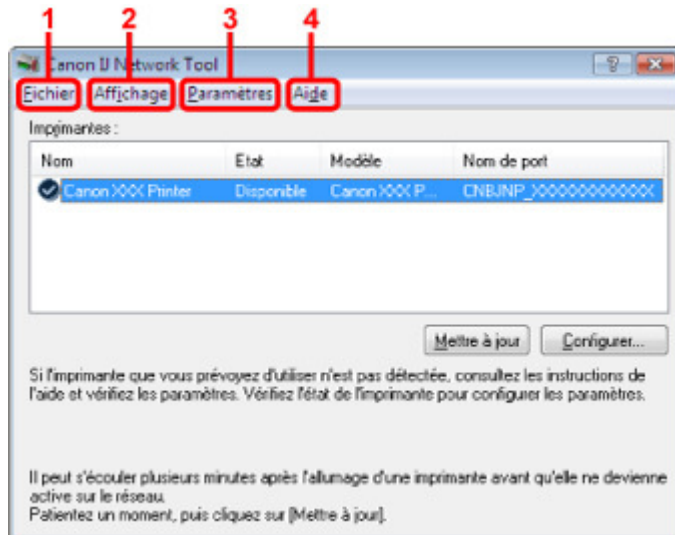 1 2 3 4
Canon IJ Network Tool
Fichier Affichage Paramètres Aide
Imprimantes :
Nom Etat Modèle Nom de port
Canon XXX Printer Disponible Canon XXX P... CNBJNP_XXXXXXXXXXXX
Mettre à jour Configurer...
Si l'imprimante que vous prévoyez d'utiliser n'est pas détectée, consultez les instructions de
l'aide et vérifiez les paramètres. Vérifiez l'état de l'imprimante pour configurer les paramètres.
Il peut s'écouler plusieurs minutes après l'allumage d'une imprimante avant qu'elle ne devienne
active sur le réseau.
Patientez un moment, puis cliquez sur [Mettre à jour].